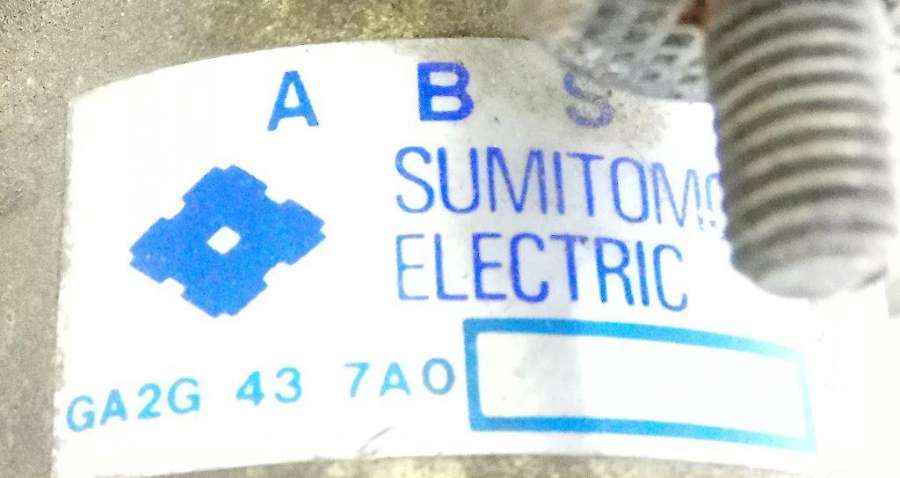 A B S
SUMITOMO
ELECTRIC
GA2G 43 7A0